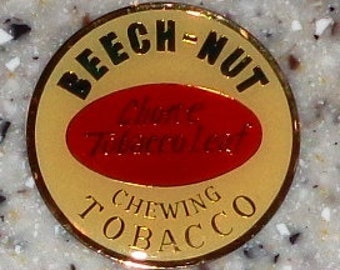 BEECH-NUT
Choice
Tobacco Leaf
CHEWING
TOBACCO